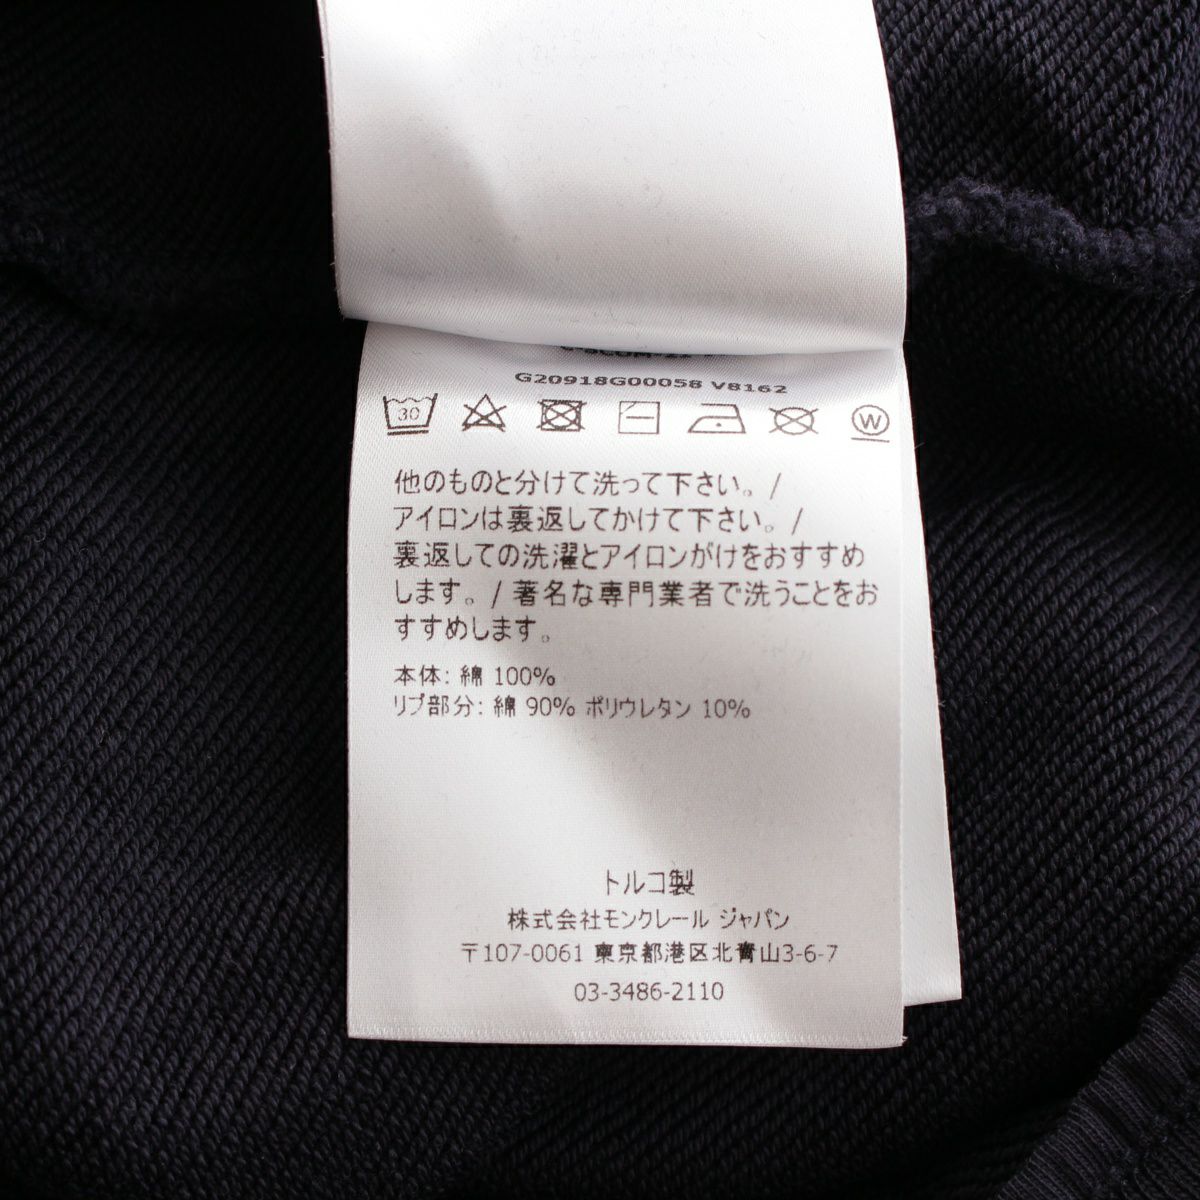 G20918G00058 V8162
30
W
他のものと分けて洗って下さい。/
アイロンは裏返してかけて下さい。/
裏返しての洗濯とアイロンがけをおすすめ
します。/ 著名な専門業者で洗うことをお
すすめします。
本体: 綿 100%
リブ部分: 綿 90% ポリウレタン 10%
トルコ製
株式会社モンクレール ジャパン
〒107-0061 東京都港区北青山3-6-7
03-3486-2110